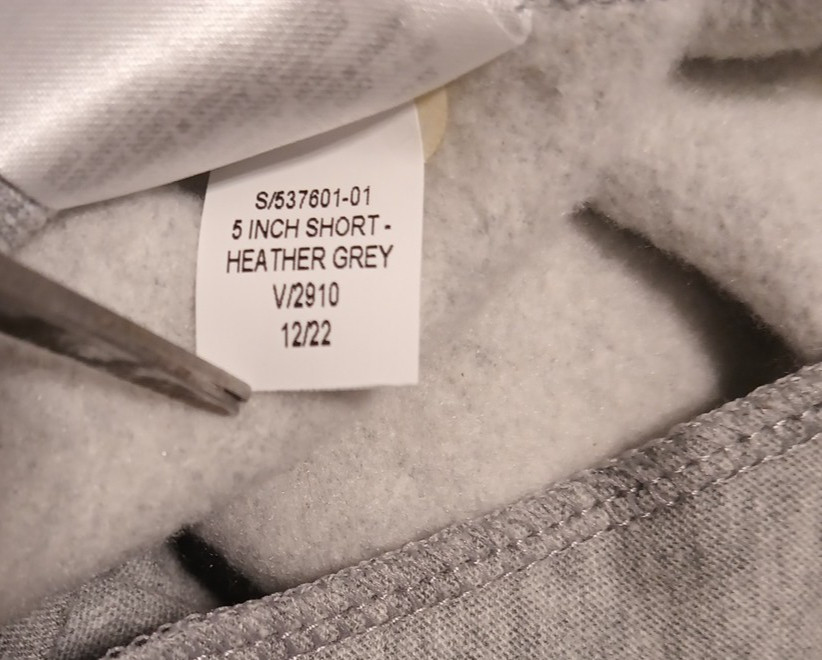 S/537601-01
5 INCH SHORT -
HEATHER GREY
V/2910
12/22